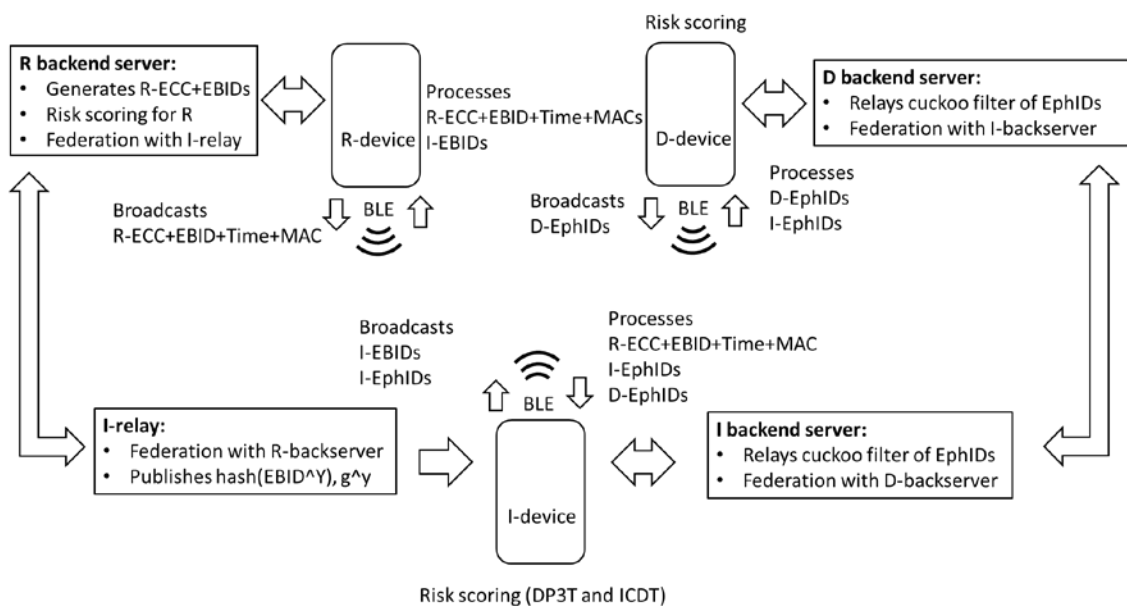 Risk scoring
R backend server:
• Generates R-ECC+EBIDs
• Risk scoring for R
• Federation with I-relay
R-device
Processes
R-ECC+EBID+Time+MACs
I-EBIDs
Broadcasts
R-ECC+EBID+Time+MAC
BLE
D-device
D backend server:
• Relays cuckoo filter of EphIDs
• Federation with I-backserver
Broadcasts
D-EphIDs
BLE
Processes
D-EphIDs
I-EphIDs
Broadcasts
I-EBIDs
I-EphIDs
BLE
Processes
R-ECC+EBID+Time+MAC
I-EphIDs
D-EphIDs
I-relay:
• Federation with R-backserver
• Publishes hash(EBID^Y), g^y
I-device
I backend server:
• Relays cuckoo filter of EphIDs
• Federation with D-backserver
Risk scoring (DP3T and ICDT)